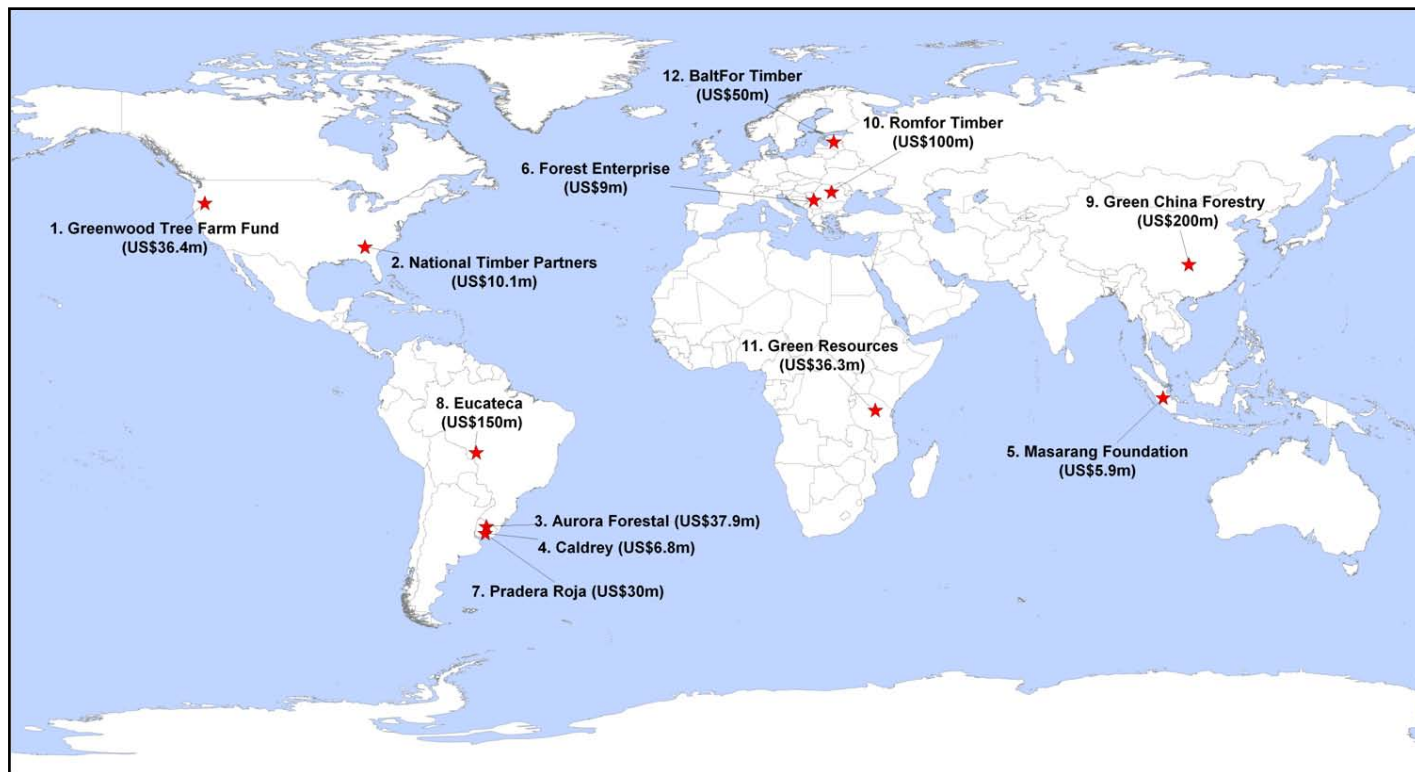 12. BaltFor Timber
(US$50m)
10. Romfor Timber
(US$100m)
6. Forest Enterprise
(US$9m)
9. Green China Forestry
(US$200m)
1. Greenwood Tree Farm Fund
(US$36.4m)
2. National Timber Partners
(US$10.1m)
11. Green Resources
(US$36.3m)
8. Eucateca
(US$150m)
5. Masarang Foundation
(US$5.9m)
3. Aurora Forestal (US$37.9m)
4. Caldrey (US$6.8m)
7. Pradera Roja (US$30m)